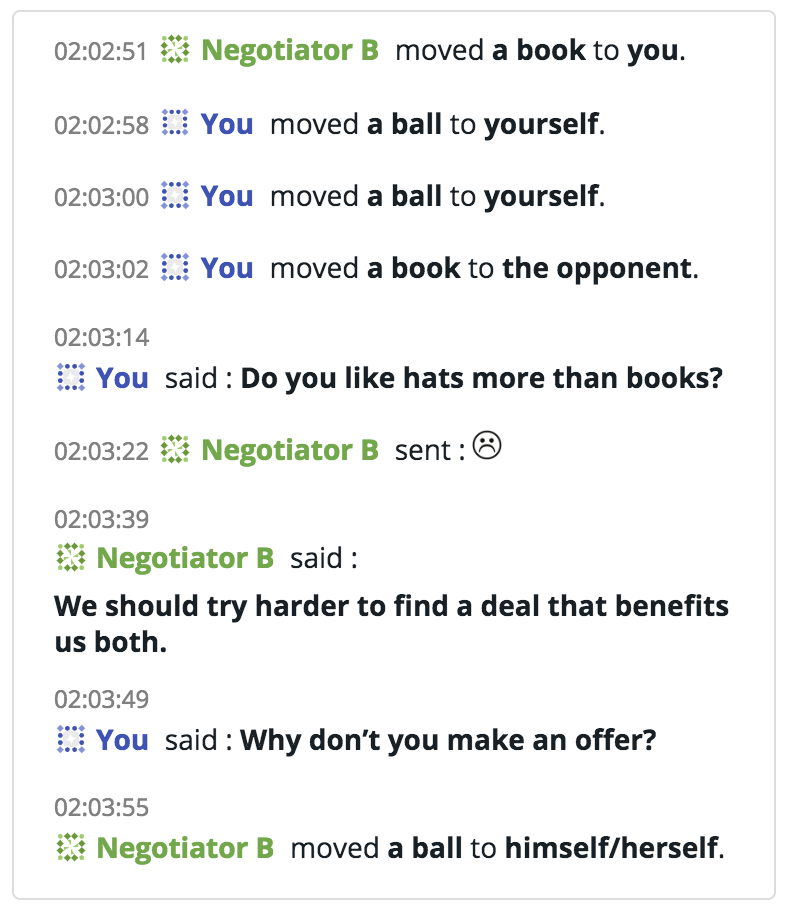 02:02:51 Negotiator B moved a book to you.
02:02:58 You moved a ball to yourself.
02:03:00 You moved a ball to yourself.
02:03:02 You moved a book to the opponent.
02:03:14
You said : Do you like hats more than books?
02:03:22 Negotiator B sent : ☹
02:03:39
Negotiator B said :
We should try harder to find a deal that benefits
us both.
02:03:49
You said : Why don’t you make an offer?
02:03:55
Negotiator B moved a ball to himself/herself.